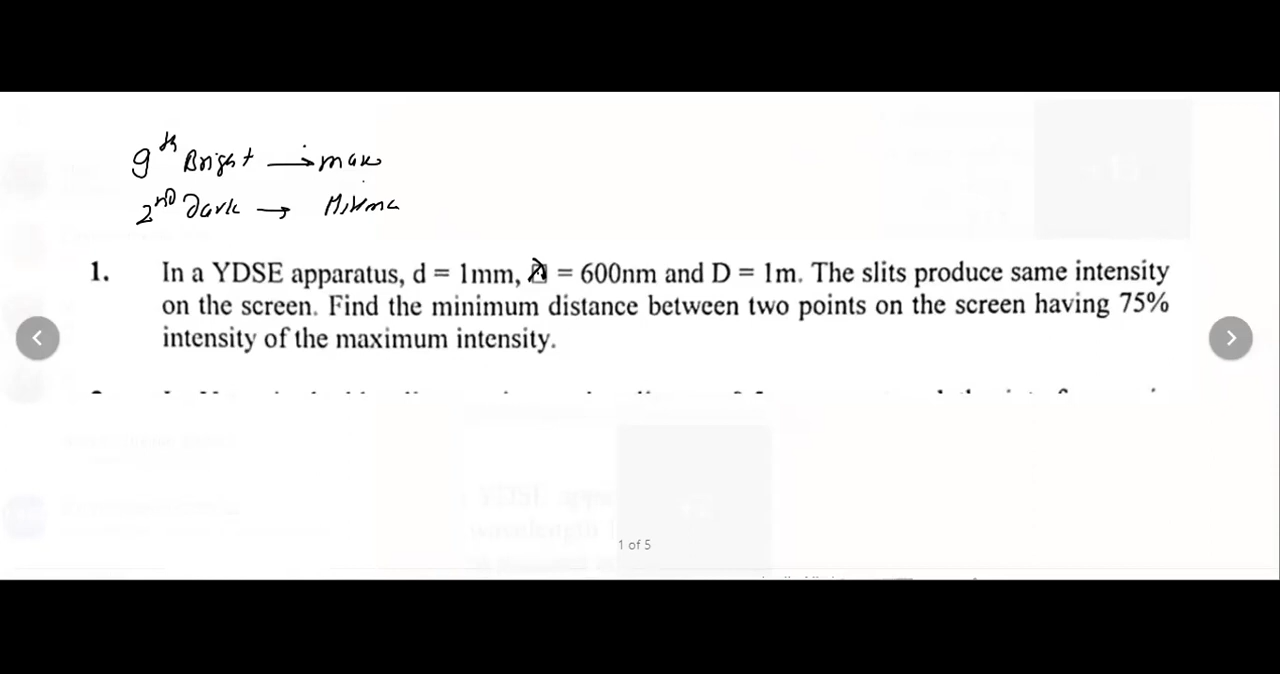 9th Bright → max
2nd Dark → Minma
1. In a YDSE apparatus, d = 1mm, λ = 600nm and D = 1m. The slits produce same intensity
on the screen. Find the minimum distance between two points on the screen having 75%
intensity of the maximum intensity.
1 of 5